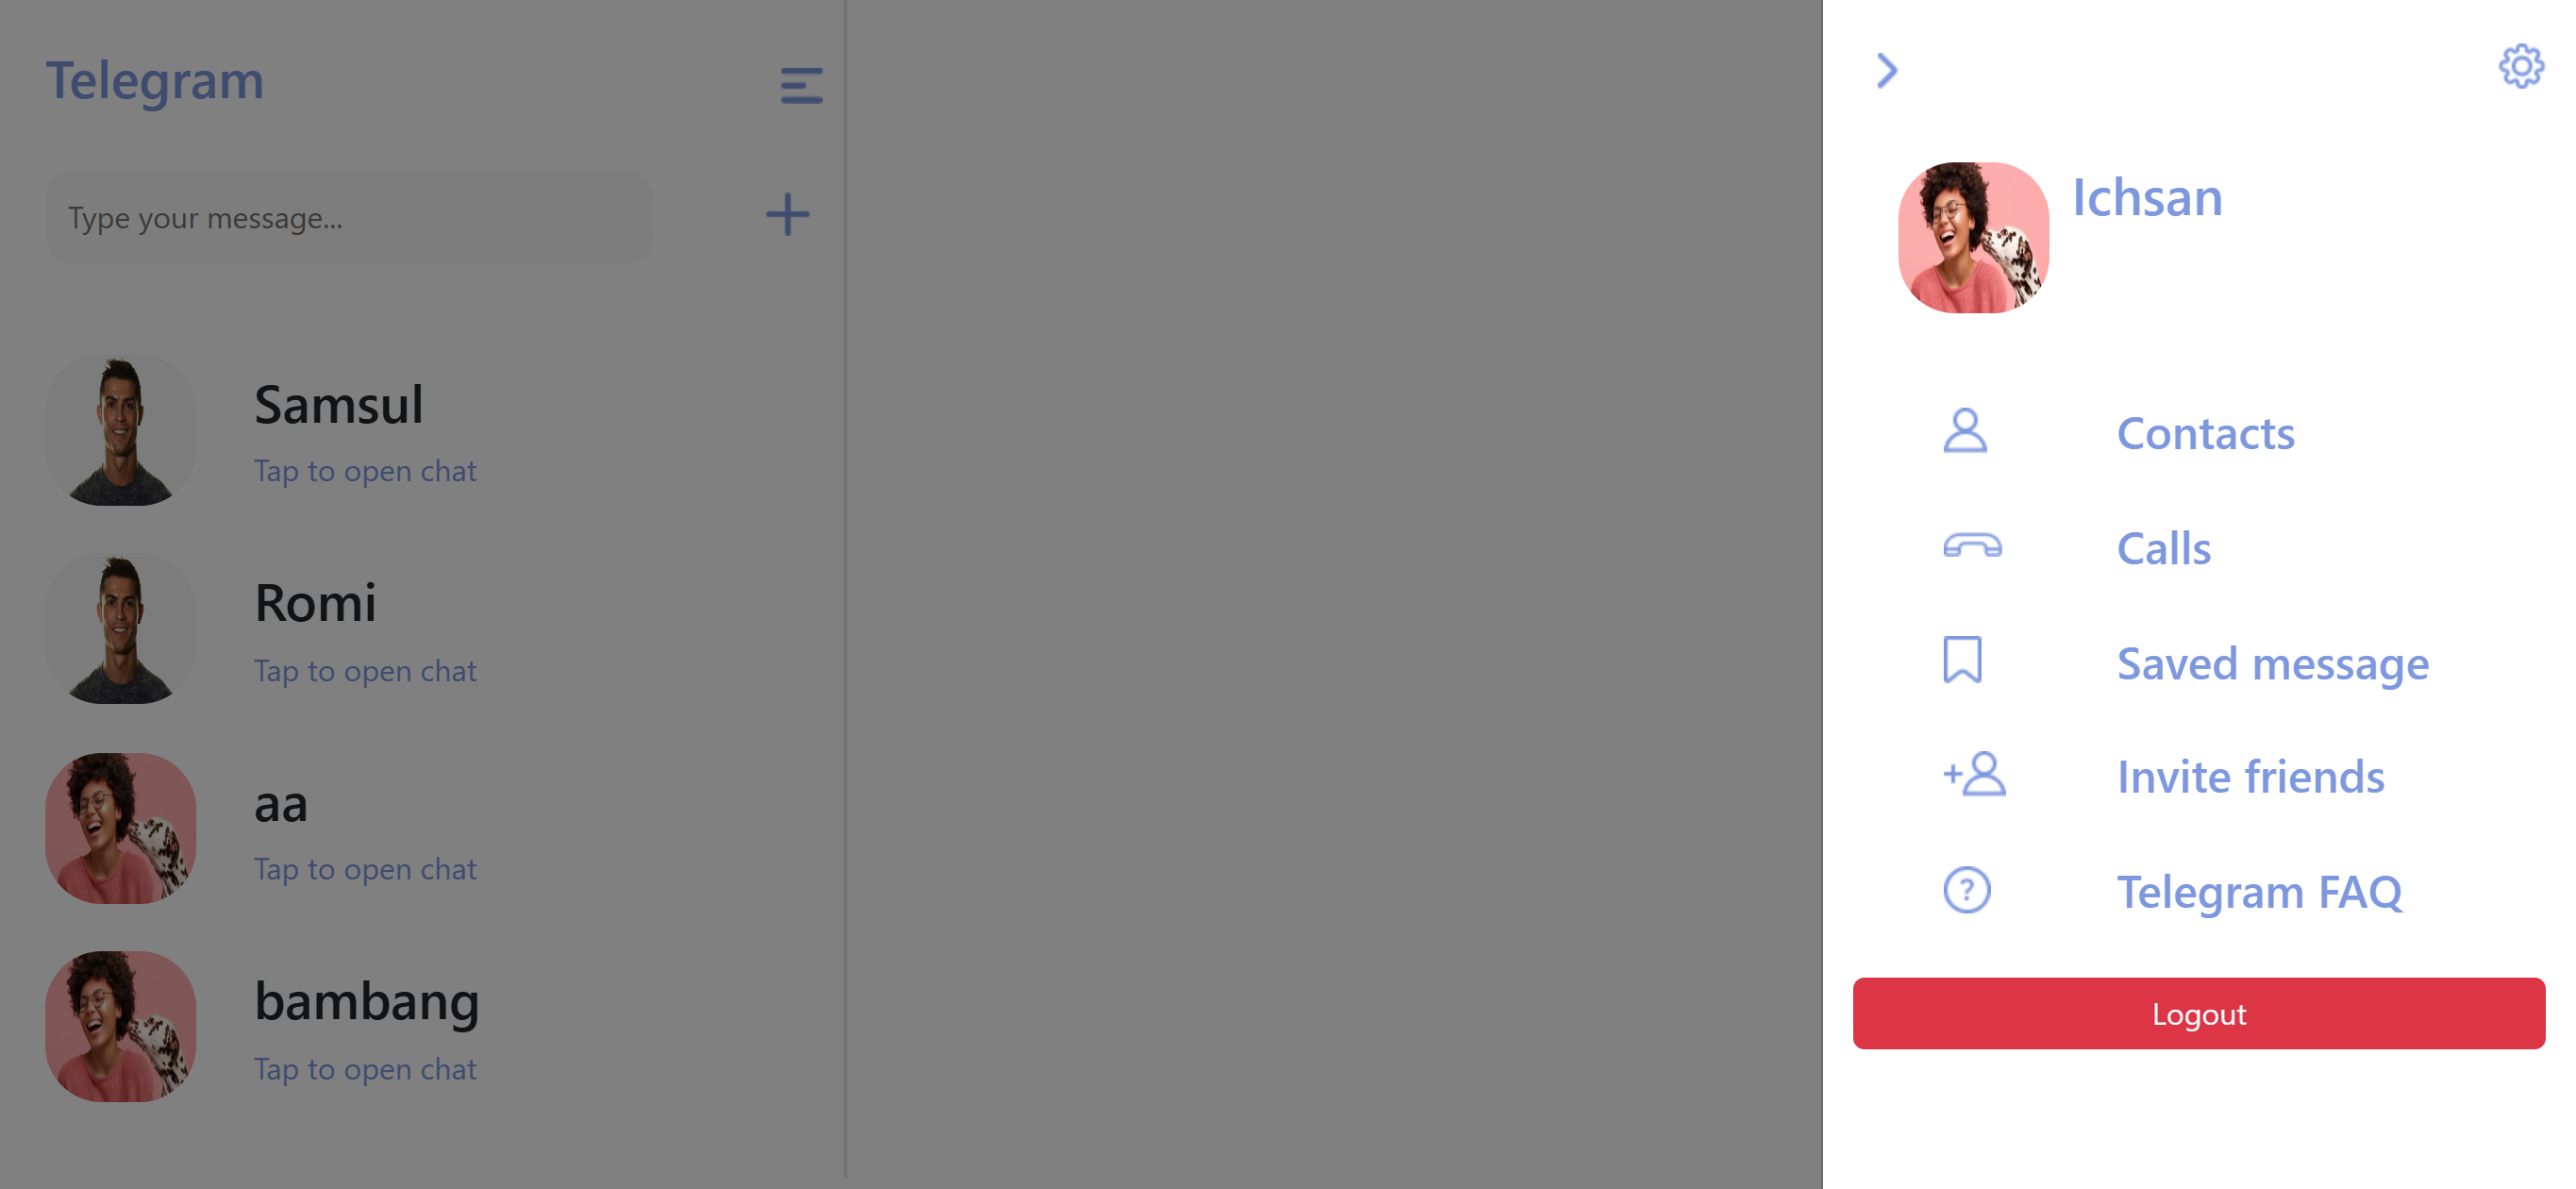 Telegram
Type your message...
Samsul
Tap to open chat
Romi
Tap to open chat
aa
Tap to open chat
bambang
Tap to open chat
Ichsan
Contacts
Calls
Saved message
Invite friends
Telegram FAQ
Logout